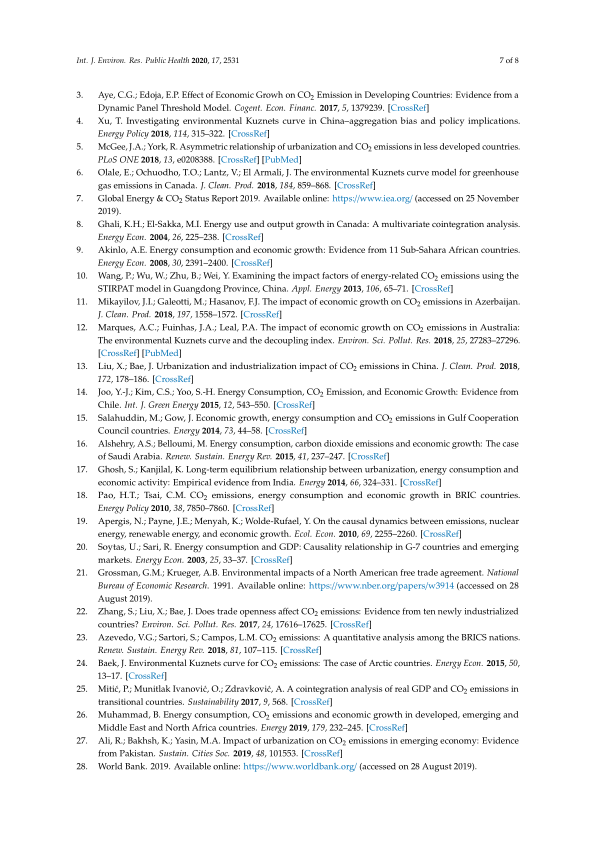 Int. J. Environ. Res. Public Health 2020, 17, 2531
7 of 8
3. Aye, C.G.; Edoja, E.P. Effect of Economic Growh on CO2 Emission in Developing Countries: Evidence from a
Dynamic Panel Threshold Model. Cogent. Econ. Financ. 2017, 5, 1379239. [CrossRef]
4. Xu, T. Investigating environmental Kuznets curve in China–aggregation bias and policy implications.
Energy Policy 2018, 114, 315–322. [CrossRef]
5. McGee, J.A.; York, R. Asymmetric relationship of urbanization and CO2 emissions in less developed countries.
PLoS ONE 2018, 13, e0208388. [CrossRef] [PubMed]
6. Olale, E.; Ochuodho, T.O.; Lantz, V.; El Armali, J. The environmental Kuznets curve model for greenhouse
gas emissions in Canada. J. Clean. Prod. 2018, 184, 859–868. [CrossRef]
7. Global Energy & CO2 Status Report 2019. Available online: https://www.iea.org/ (accessed on 25 November
2019).
8. Ghali, K.H.; El-Sakka, M.I. Energy use and output growth in Canada: A multivariate cointegration analysis.
Energy Econ. 2004, 26, 225–238. [CrossRef]
9. Akinlo, A.E. Energy consumption and economic growth: Evidence from 11 Sub-Sahara African countries.
Energy Econ. 2008, 30, 2391–2400. [CrossRef]
10. Wang, P.; Wu, W.; Zhu, B.; Wei, Y. Examining the impact factors of energy-related CO2 emissions using the
STIRPAT model in Guangdong Province, China. Appl. Energy 2013, 106, 65–71. [CrossRef]
11. Mikayilov, J.I.; Galeotti, M.; Hasanov, F.J. The impact of economic growth on CO2 emissions in Azerbaijan.
J. Clean. Prod. 2018, 197, 1558–1572. [CrossRef]
12. Marques, A.C.; Fuinhas, J.A.; Leal, P.A. The impact of economic growth on CO2 emissions in Australia:
The environmental Kuznets curve and the decoupling index. Environ. Sci. Pollut. Res. 2018, 25, 27283–27296.
[CrossRef] [PubMed]
13. Liu, X.; Bae, J. Urbanization and industrialization impact of CO2 emissions in China. J. Clean. Prod. 2018,
172, 178–186. [CrossRef]
14. Joo, Y.-J.; Kim, C.S.; Yoo, S.-H. Energy Consumption, CO2 Emission, and Economic Growth: Evidence from
Chile. Int. J. Green Energy 2015, 12, 543–550. [CrossRef]
15. Salahuddin, M.; Gow, J. Economic growth, energy consumption and CO2 emissions in Gulf Cooperation
Council countries. Energy 2014, 73, 44–58. [CrossRef]
16. Alshehry, A.S.; Belloumi, M. Energy consumption, carbon dioxide emissions and economic growth: The case
of Saudi Arabia. Renew. Sustain. Energy Rev. 2015, 41, 237–247. [CrossRef]
17. Ghosh, S.; Kanjilal, K. Long-term equilibrium relationship between urbanization, energy consumption and
economic activity: Empirical evidence from India. Energy 2014, 66, 324–331. [CrossRef]
18. Pao, H.T.; Tsai, C.M. CO2 emissions, energy consumption and economic growth in BRIC countries.
Energy Policy 2010, 38, 7850–7860. [CrossRef]
19. Apergis, N.; Payne, J.E.; Menyah, K.; Wolde-Rufael, Y. On the causal dynamics between emissions, nuclear
energy, renewable energy, and economic growth. Ecol. Econ. 2010, 69, 2255–2260. [CrossRef]
20. Soytas, U.; Sari, R. Energy consumption and GDP: Causality relationship in G-7 countries and emerging
markets. Energy Econ. 2003, 25, 33–37. [CrossRef]
21. Grossman, G.M.; Krueger, A.B. Environmental impacts of a North American free trade agreement. National
Bureau of Economic Research. 1991. Available online: https://www.nber.org/papers/w3914 (accessed on 28
August 2019).
22. Zhang, S.; Liu, X.; Bae, J. Does trade openness affect CO2 emissions: Evidence from ten newly industrialized
countries? Environ. Sci. Pollut. Res. 2017, 24, 17616–17625. [CrossRef]
23. Azevedo, V.G.; Sartori, S.; Campos, L.M. CO2 emissions: A quantitative analysis among the BRICS nations.
Renew. Sustain. Energy Rev. 2018, 81, 107–115. [CrossRef]
24. Baek, J. Environmental Kuznets curve for CO2 emissions: The case of Arctic countries. Energy Econ. 2015, 50,
13–17. [CrossRef]
25. Mitić, P.; Munitlak Ivanović, O.; Zdravković, A. A cointegration analysis of real GDP and CO2 emissions in
transitional countries. Sustainability 2017, 9, 568. [CrossRef]
26. Muhammad, B. Energy consumption, CO2 emissions and economic growth in developed, emerging and
Middle East and North Africa countries. Energy 2019, 179, 232–245. [CrossRef]
27. Ali, R.; Bakhsh, K.; Yasin, M.A. Impact of urbanization on CO2 emissions in emerging economy: Evidence
from Pakistan. Sustain. Cities Soc. 2019, 48, 101553. [CrossRef]
28. World Bank. 2019. Available online: https://www.worldbank.org/ (accessed on 28 August 2019).